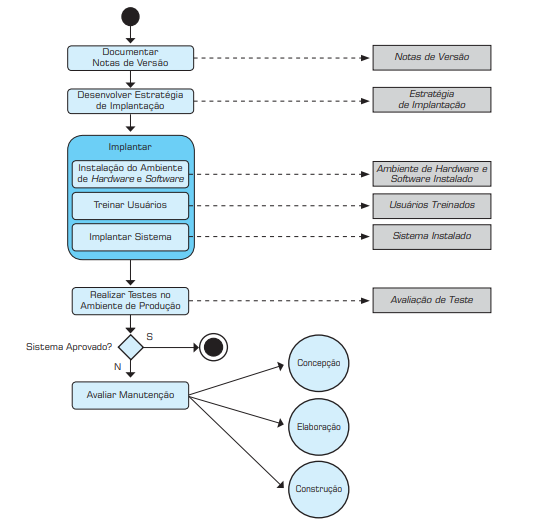 Documentar
Notas de Versão
Notas de Versão
Desenvolver Estratégia
de Implantação
Estratégia
de Implantação
Implantar
Instalação do Ambiente
de Hardware e Software
Ambiente de Hardware e
Software Instalado
Treinar Usuários
Usuários Treinados
Implantar Sistema
Sistema Instalado
Realizar Testes no
Ambiente de Produção
Avaliação de Teste
Sistema Aprovado?
S
N
Avaliar Manutenção
Concepção
Elaboração
Construção